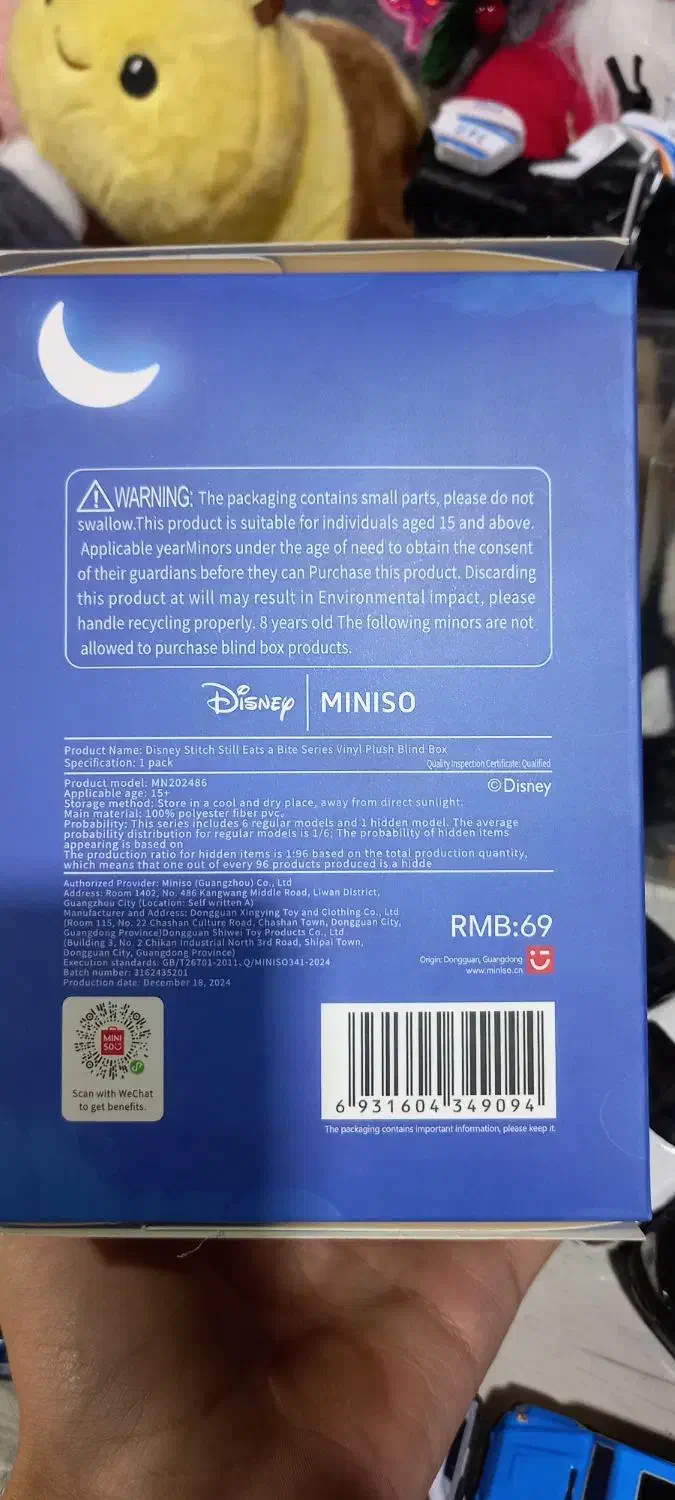 WARNING: The packaging contains small parts, please do not
swallow.This product is suitable for individuals aged 15 and above.
Applicable yearMinors under the age of need to obtain the consent
of their guardians before they can Purchase this product. Discarding
this product at will may result in Environmental impact, please
handle recycling properly. 8 years old The following minors are not
allowed to purchase blind box products.
Disney MINISO
Product Name: Disney Stitch Still Eats a Bite Series Vinyl Plush Blind Box
Specification: 1 pack
Quality Inspection Certificate: Qualified
Product model: MN202486
©Disney
Applicable age: 15+
Storage method: Store in a cool and dry place, away from direct sunlight.
Main material: 100% polyester fiber pvc。
Probability: This series includes 6 regular models and 1 hidden model. The average
probability distribution for regular models is 1/6; The probability of hidden items
appearing is based on
The production ratio for hidden items is 1:96 based on the total production quantity,
which means that one out of every 96 products produced is a hidde
Authorized Provider: Miniso (Guangzhou) Co., Ltd
Address: Room 1402, No. 486 Kangwang Middle Road, Liwan District,
Guangzhou City (Location: Self written A)
Manufacturer and Address: Dongguan Xingying Toy and Clothing Co., Ltd
(Room 115, No. 22 Chashan Culture Road, Chashan Town, Dongguan City,
Guangdong Province)Dongguan Shiwei Toy Products Co., Ltd
(Building 3, No. 2 Chikan Industrial North 3rd Road, Shipai Town,
Dongguan City, Guangdong Province)
Execution standards: GB/T26701-2011、Q/MINISO341-2024
Batch number: 3162435201
Production date: December 18, 2024
RMB:69
Origin: Dongguan, Guangdong
www.miniso.cn
MINI
SO
Scan with WeChat
to get benefits.
6 931604 349094
The packaging contains important information, please keep it.